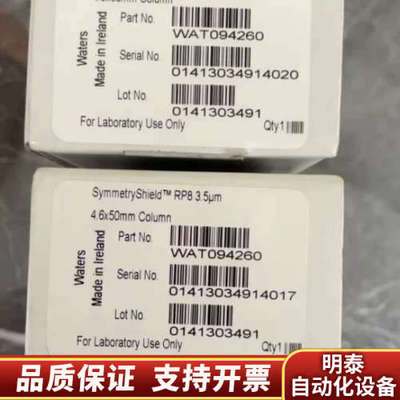 Column
Waters
Made in Ireland
Part No.
WAT094260
Serial No.
01413034914020
Lot No.
0141303491
For Laboratory Use Only
Qty1
SymmetryShield™ RP8 3.5µm
4.6x50mm Column
Waters
Made in Ireland
Part No.
WAT094260
Serial No.
01413034914017
Lot No.
0141303491
For Laboratory Use Only
Qty1
品质保证 支持开票
明泰
自动化设备